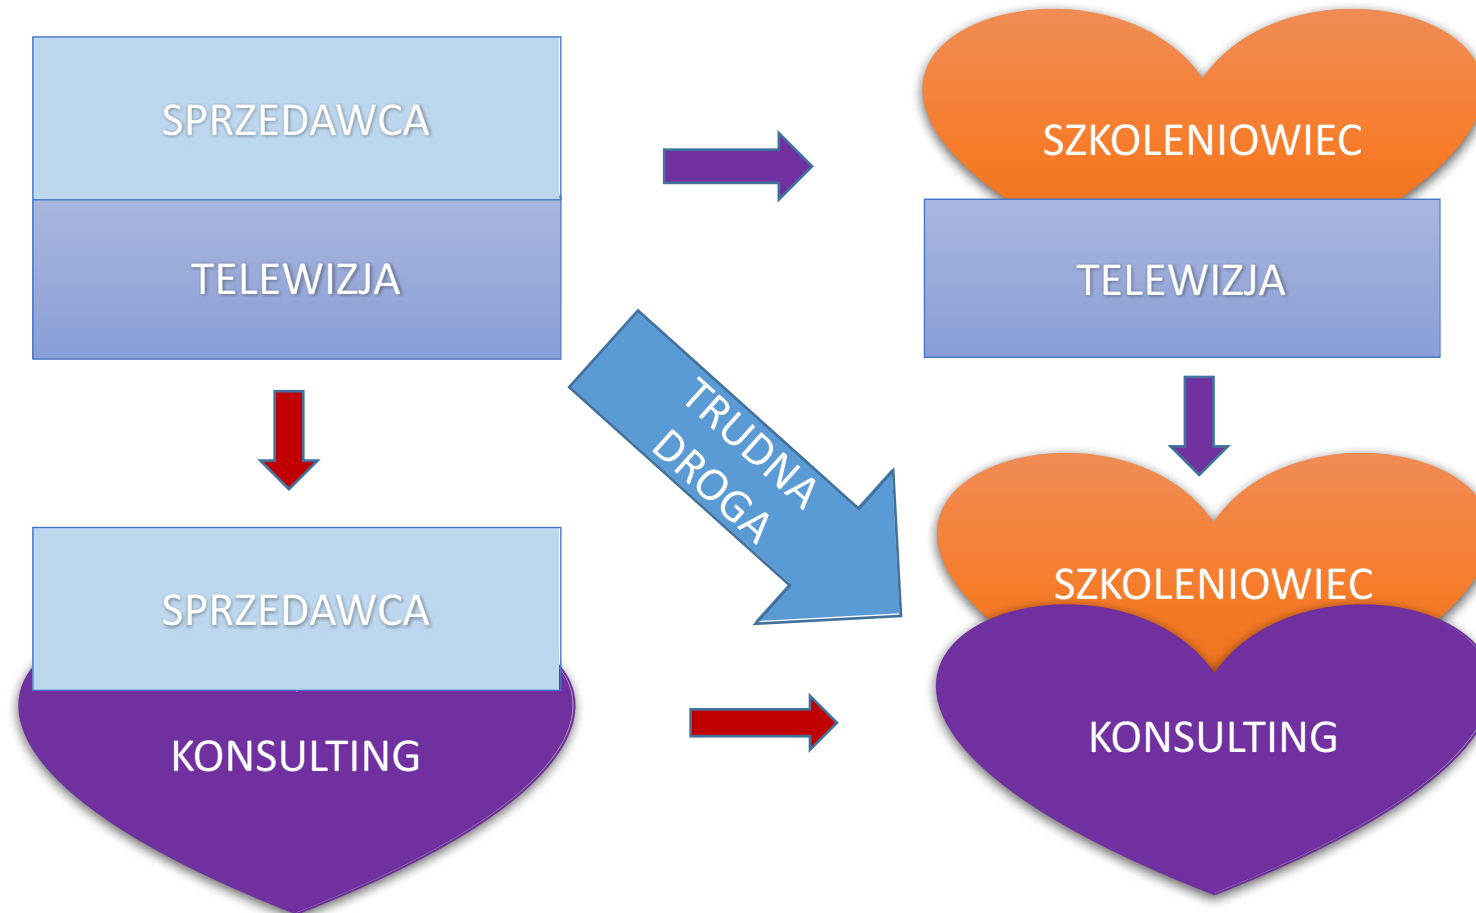 SPRZEDAWCA
TELEWIZJA
SZKOLENIOWIEC
TELEWIZJA
TRUDNA
DROGA
SPRZEDAWCA
KONSULTING
SZKOLENIOWIEC
KONSULTING